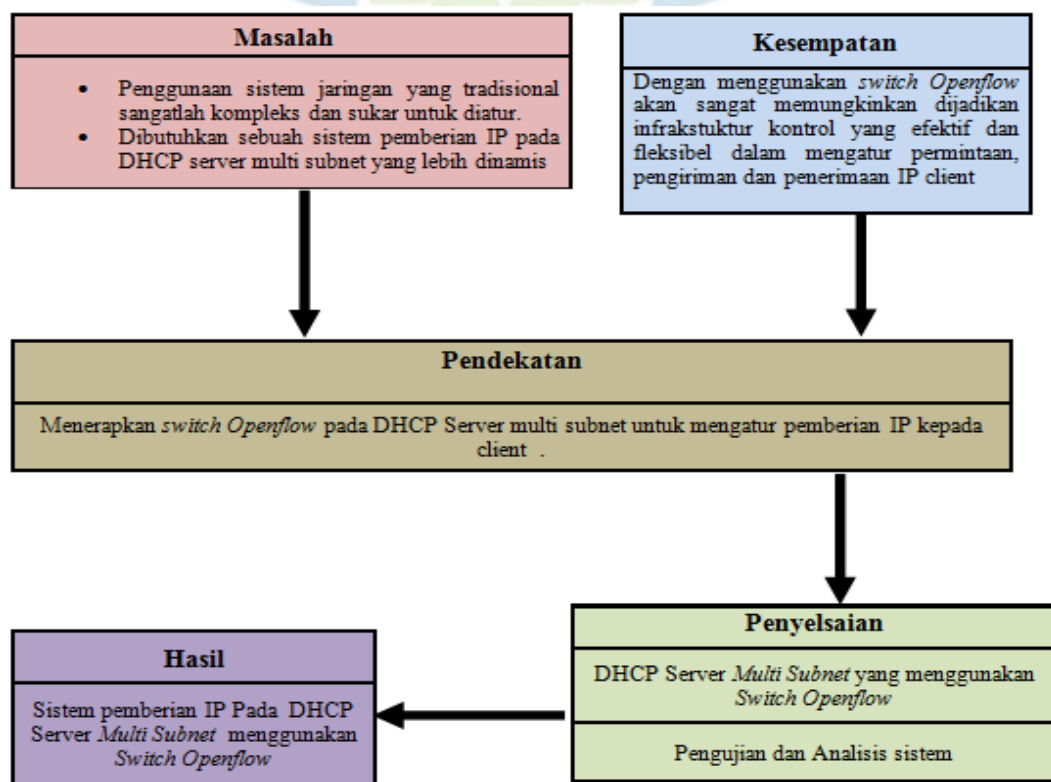 Masalah
• Penggunaan sistem jaringan yang tradisional
sangatlah kompleks dan sukar untuk diatur.
• Dibutuhkan sebuah sistem pemberian IP pada
DHCP server multi subnet yang lebih dinamis
Kesempatan
Dengan menggunakan switch Openflow
akan sangat memungkinkan dijadikan
infrakstuktur kontrol yang efektif dan
fleksibel dalam mengatur permintaan,
pengiriman dan penerimaan IP client
Pendekatan
Menerapkan switch Openflow pada DHCP Server multi subnet untuk mengatur pemberian IP kepada
client .
Penyelsaian
DHCP Server Multi Subnet yang menggunakan
Switch Openflow
Pengujian dan Analisis sistem
Hasil
Sistem pemberian IP Pada DHCP
Server Multi Subnet menggunakan
Switch Openflow